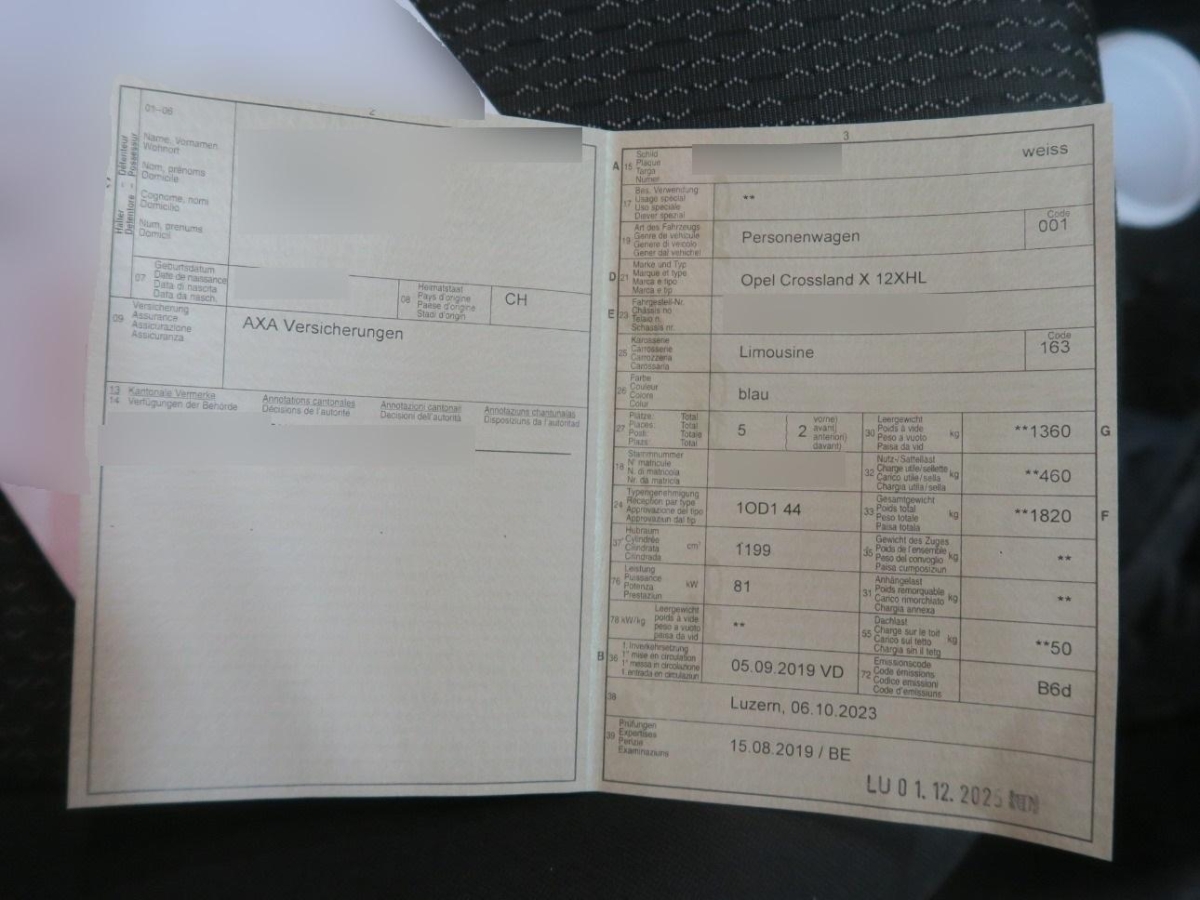 2
01-06
Halter Détenteur
Detentore Possessur
Name, Vornamen
Wohnort
Nom, prénoms
Domicile
Cognome, nomi
Domicilio
Num, prenums
Domicil
07
Geburtsdatum
Date de naissance
Data di nascita
Data da nasch.
08
Heimatstaat
Pays d'origine
Paese d'origine
Stadi d'origin
CH
09
Versicherung
Assurance
Assicurazione
Assicuranza
AXA Versicherungen
13 Kantonale Vermerke
14 Verfügungen der Behörde
Annotations cantonales
Décisions de l'autorité
Annotazioni cantonali
Decisioni dell'autorità
Annotaziuns chantunalas
Disposiziuns da l'autoritad
3
A 15
Schild
Plaque
Targa
Numer
weiss
17
Bes. Verwendung
Usage spécial
Uso speciale
Diever spezial
**
19
Art des Fahrzeugs
Genre de véhicule
Genere di veicolo
Gener dal vehichel
Personenwagen
Code
001
D 21
Marke und Typ
Marque et type
Marca e tipo
Marca e tip
Opel Crossland X 12XHL
E 23
Fahrgestell-Nr.
Châssis no
Telaio n.
Schassis nr.
25
Karosserie
Carrosserie
Carrozzeria
Carossaria
Limousine
Code
163
26
Farbe
Couleur
Colore
Colur
blau
27
Plätze: Total
Places: Total
Posti: Totale
Plazs: Total
5
2
vorne)
avant)
anteriori)
davant)
30
Leergewicht
Poids à vide
Peso a vuoto
Paisa da vid
kg
**1360
G
18
Stammnummer
N° matricule
N. di matricola
Nr. da matricla
32
Nutz-/Sattellast
Charge utile/sellette
Carico utile/sella
Chargia utila/sella
kg
**460
24
Typengenehmigung
Réception par type
Approvazione del tipo
Approvaziun dal tip
1OD1 44
33
Gesamtgewicht
Poids total
Peso totale
Paisa totala
kg
**1820
F
37
Hubraum
Cylindrée
Cilindrata
Cilindrada
cm³
1199
35
Gewicht des Zuges
Poids de l'ensemble
Peso del convoglio
Paisa cumposiziun
kg
**
76
Leistung
Puissance
Potenza
Prestaziun
kW
81
31
Anhängelast
Poids remorquable
Carico rimorchiato
Chargia annexa
kg
**
78 kW/kg
Leergewicht
poids à vide
peso a vuoto
paisa da vid
**
55
Dachlast
Charge sur le toit
Carico sul tetto
Chargia sin il tetg
kg
**50
B 36
1. Inverkehrsetzung
1re mise en circulation
1a messa in circolazione
1. entrada en circulaziun
05.09.2019 VD
72
Emissionscode
Code émissions
Codice emissioni
Code d'emissiuns
B6d
38
Luzern, 06.10.2023
39
Prüfungen
Expertises
Perizie
Examinaziuns
15.08.2019 / BE
LU 01.12.2025